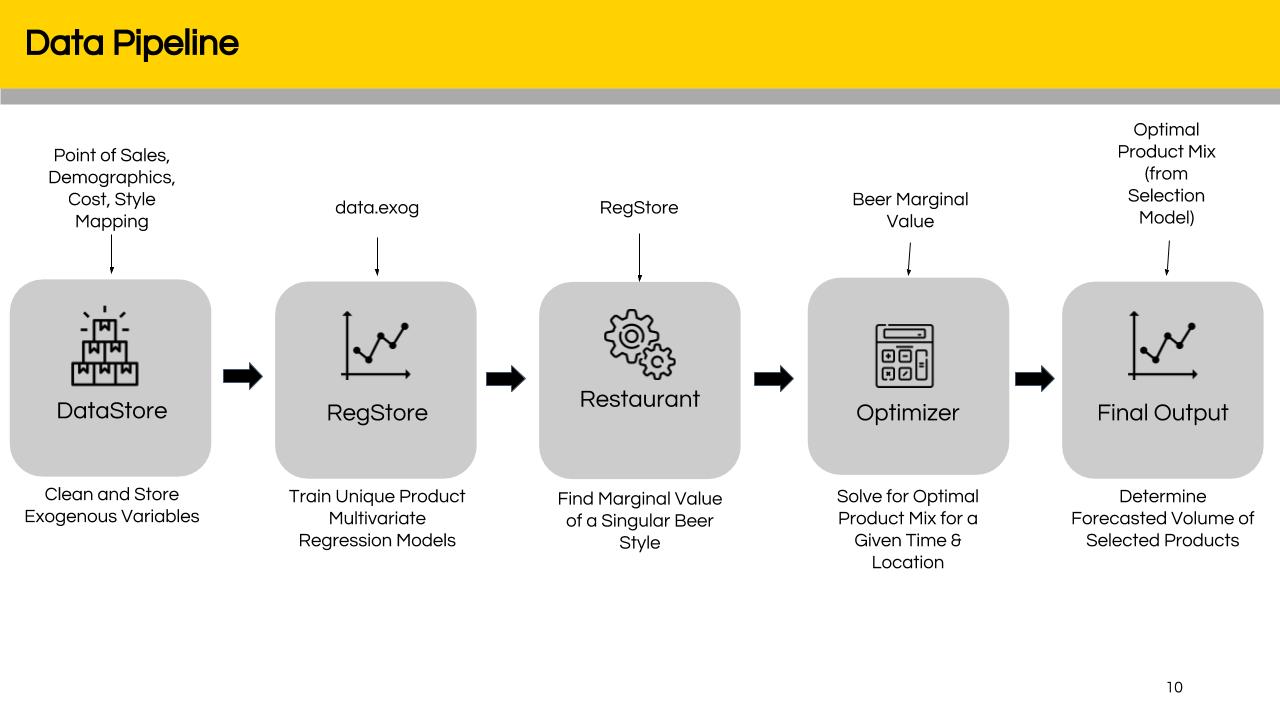 Data Pipeline
Point of Sales,
Demographics,
Cost, Style
Mapping
data.exog
RegStore
Beer Marginal
Value
Optimal
Product Mix
(from
Selection
Model)
DataStore
RegStore
Restaurant
Optimizer
Final Output
Clean and Store
Exogenous Variables
Train Unique Product
Multivariate
Regression Models
Find Marginal Value
of a Singular Beer
Style
Solve for Optimal
Product Mix for a
Given Time &
Location
Determine
Forecasted Volume of
Selected Products
10